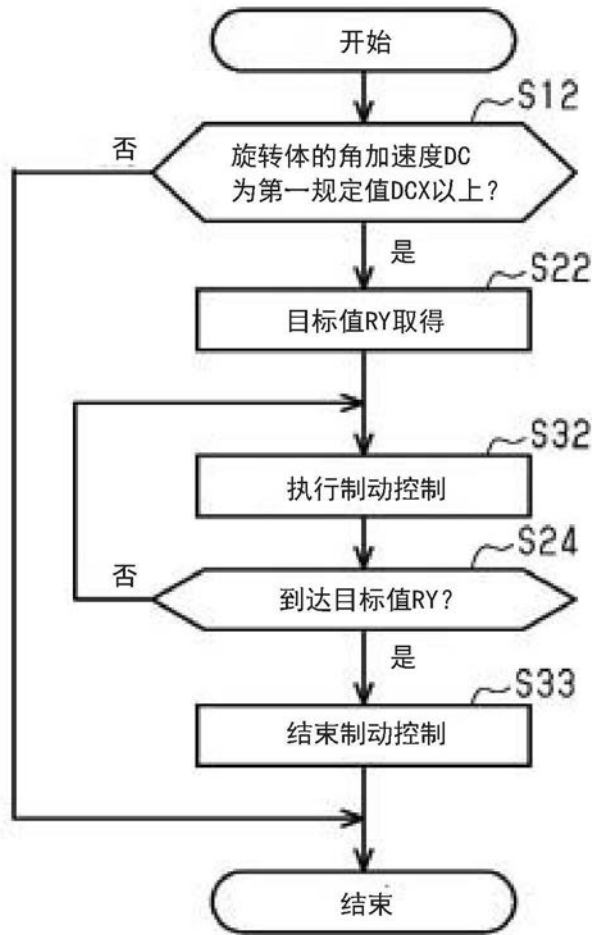 开始
S12
否
旋转体的角加速度DC
为第一规定值DCX以上?
是
S22
目标值RY取得
S32
执行制动控制
S24
否
到达目标值RY?
是
S33
结束制动控制
结束